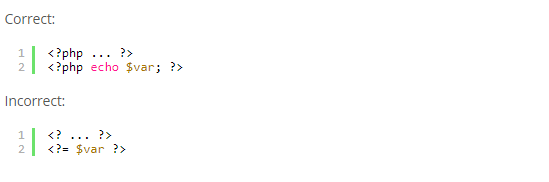 Correct:
1 <?php ... ?>
2 <?php echo $var; ?>
Incorrect:
1 <? ... ?>
2 <?= $var ?>